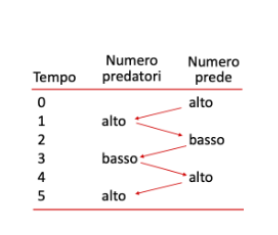 Numero Numero
Tempo predatori prede
0 alto
1 alto
2 basso
3 basso
4 alto
5 alto